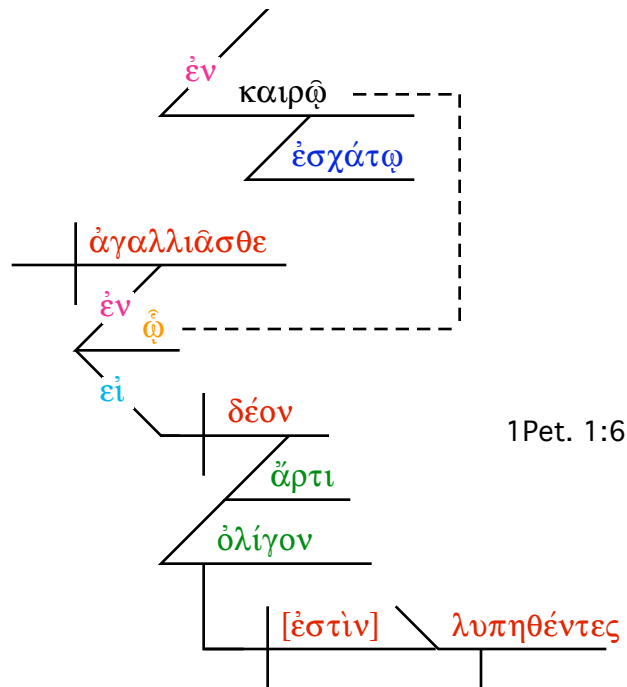 ἐν
καιρῷ
ἐσχάτῳ
ἀγαλλιᾶσθε
ἐν
ᾧ
εἰ
δέον
1Pet. 1:6
ἄρτι
ὀλίγον
[ἐστὶν] λυπηθέντες